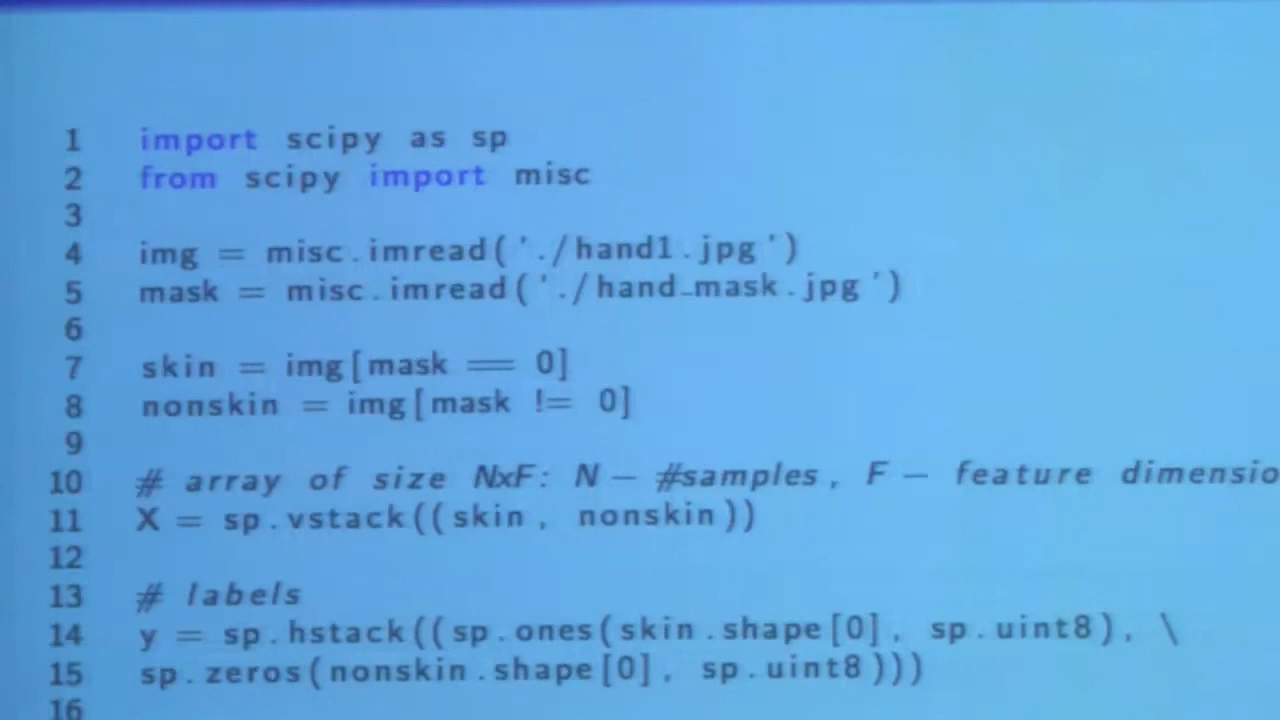 1 import scipy as sp
2 from scipy import misc
3
4 img = misc.imread('./hand1.jpg')
5 mask = misc.imread('./hand_mask.jpg')
6
7 skin = img[mask == 0]
8 nonskin = img[mask != 0]
9
10 # array of size NxF: N – #samples, F – feature dimensio
11 X = sp.vstack((skin, nonskin))
12
13 # labels
14 y = sp.hstack((sp.ones(skin.shape[0], sp.uint8), \
15 sp.zeros(nonskin.shape[0], sp.uint8)))
16